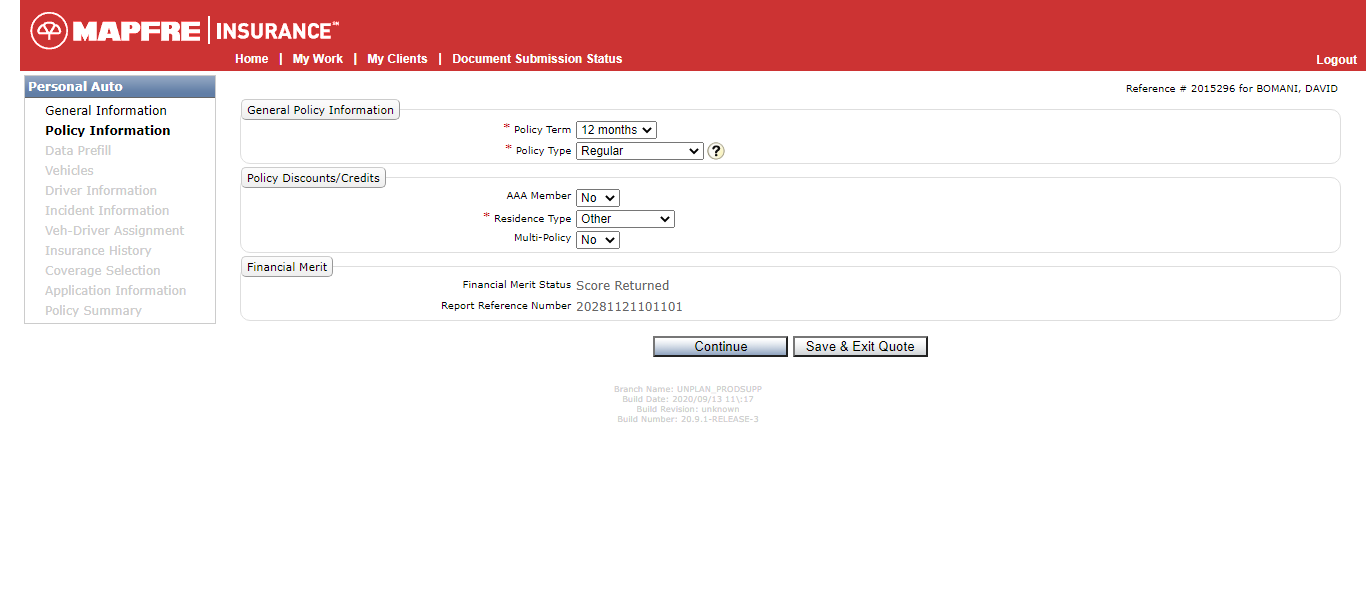 MAPFRE | INSURANCE℠
Home | My Work | My Clients | Document Submission Status
Logout
Reference # 2015296 for BOMANI, DAVID
Personal Auto
General Information
Policy Information
Data Prefill
Vehicles
Driver Information
Incident Information
Veh-Driver Assignment
Insurance History
Coverage Selection
Application Information
Policy Summary
General Policy Information
* Policy Term 12 months
* Policy Type Regular ?
Policy Discounts/Credits
AAA Member No
* Residence Type Other
Multi-Policy No
Financial Merit
Financial Merit Status Score Returned
Report Reference Number 20281121101101
Continue Save & Exit Quote
Branch Name: UNPLAN_PRODSUPP
Build Date: 2020/09/13 11\:17
Build Revision: unknown
Build Number: 20.9.1-RELEASE-3